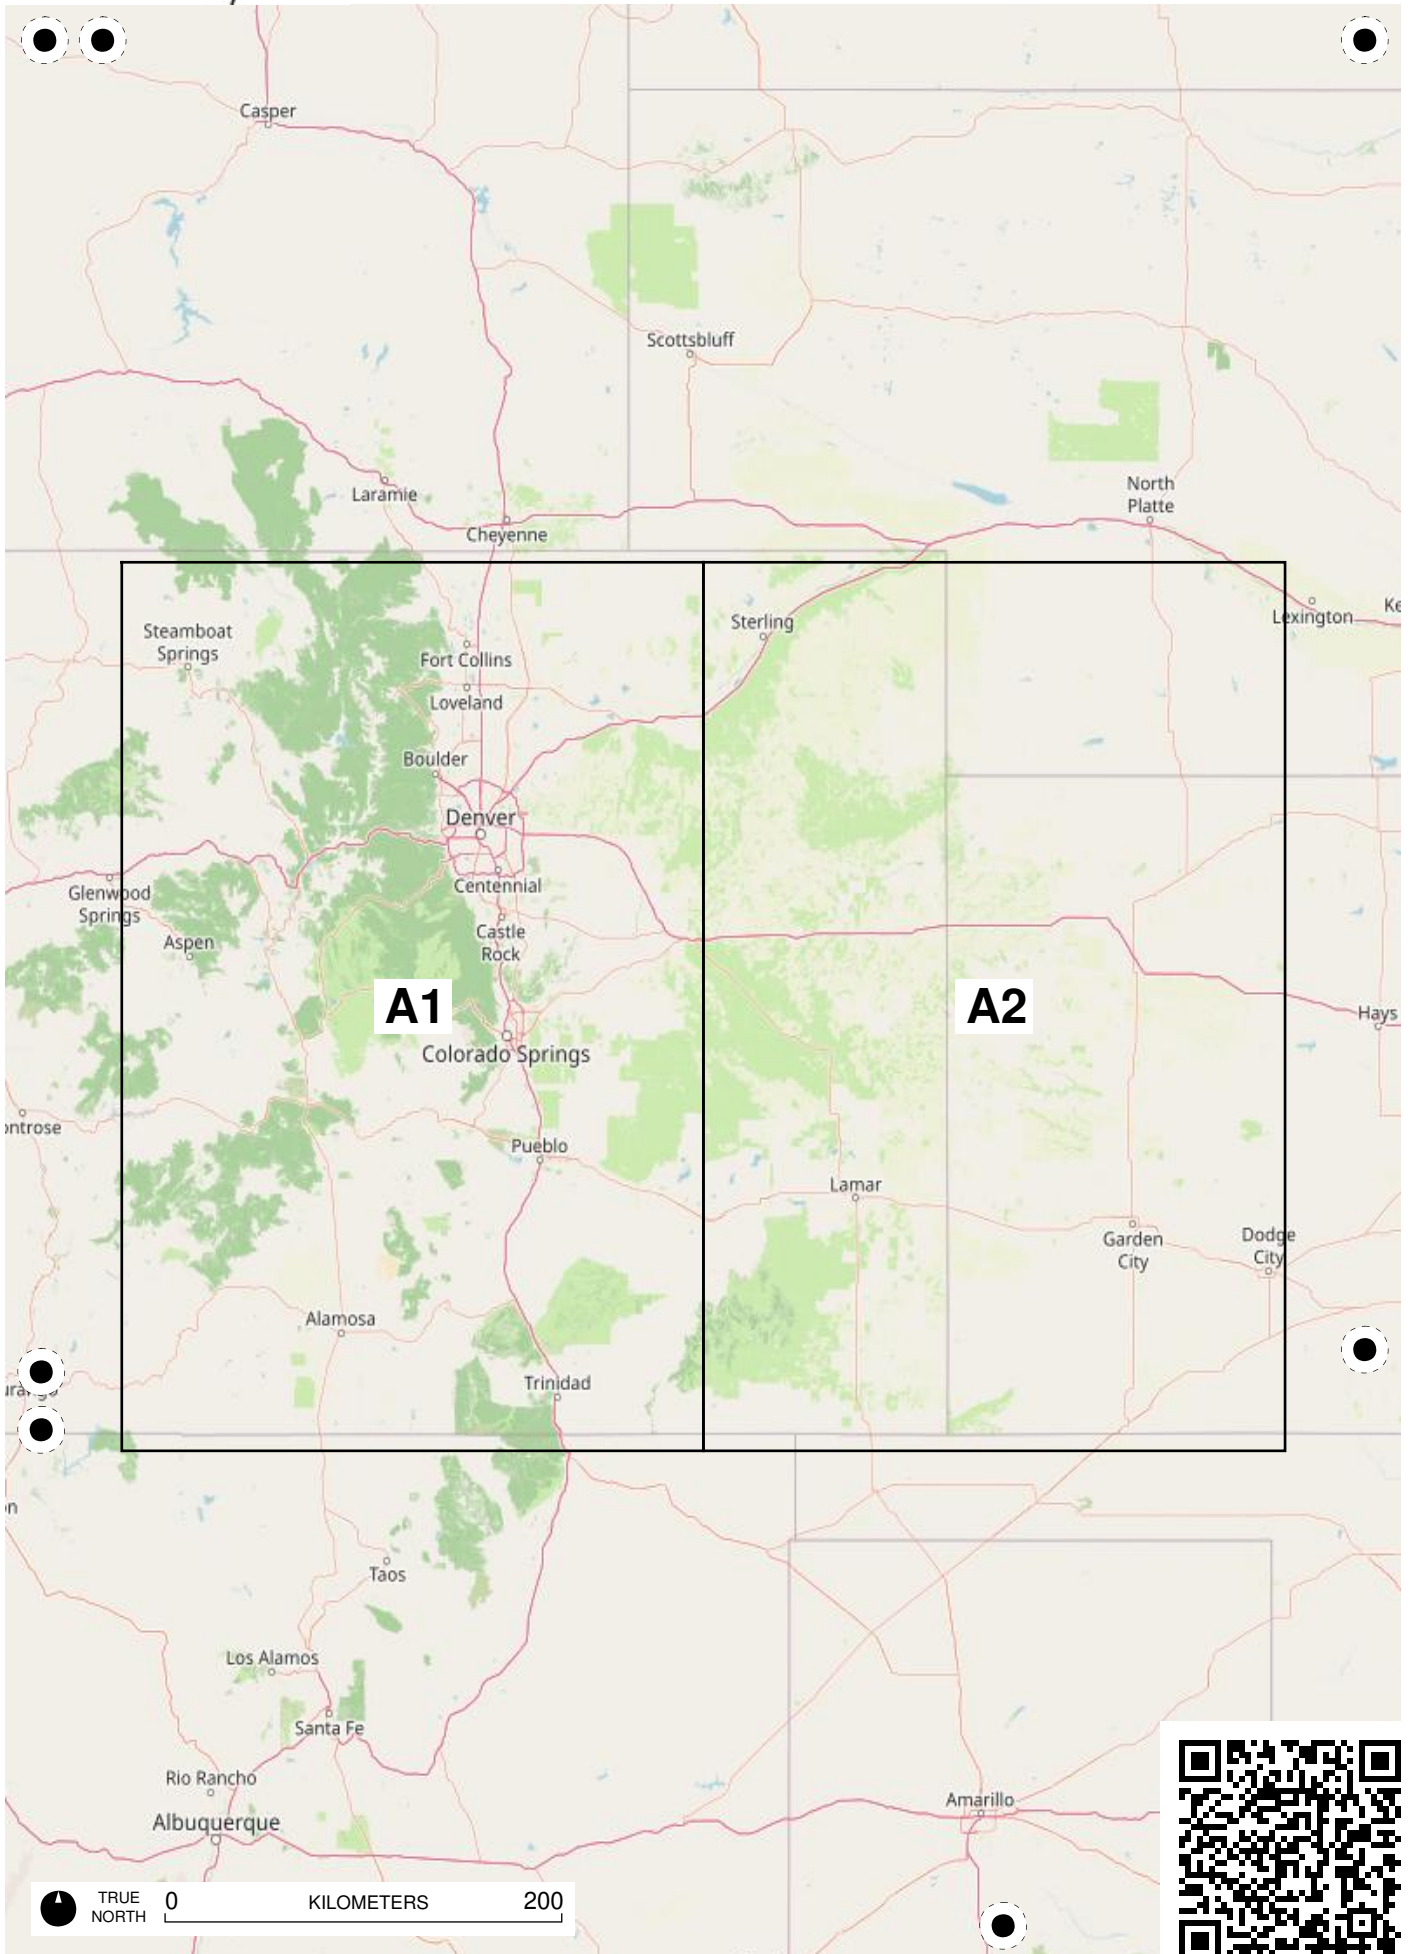 Casper
Scottsbluff
Laramie
North
Platte
Cheyenne
Sterling
Lexington
Steamboat
Springs
Fort Collins
Loveland
Boulder
Denver
Glenwood
Springs
Centennial
Aspen
Castle
Rock
A1
A2
Hays
Colorado Springs
Pueblo
Lamar
Garden
City
Dodge
City
Alamosa
Trinidad
Taos
Los Alamos
Santa Fe
Rio Rancho
Albuquerque
Amarillo
TRUE
NORTH
0 KILOMETERS 200